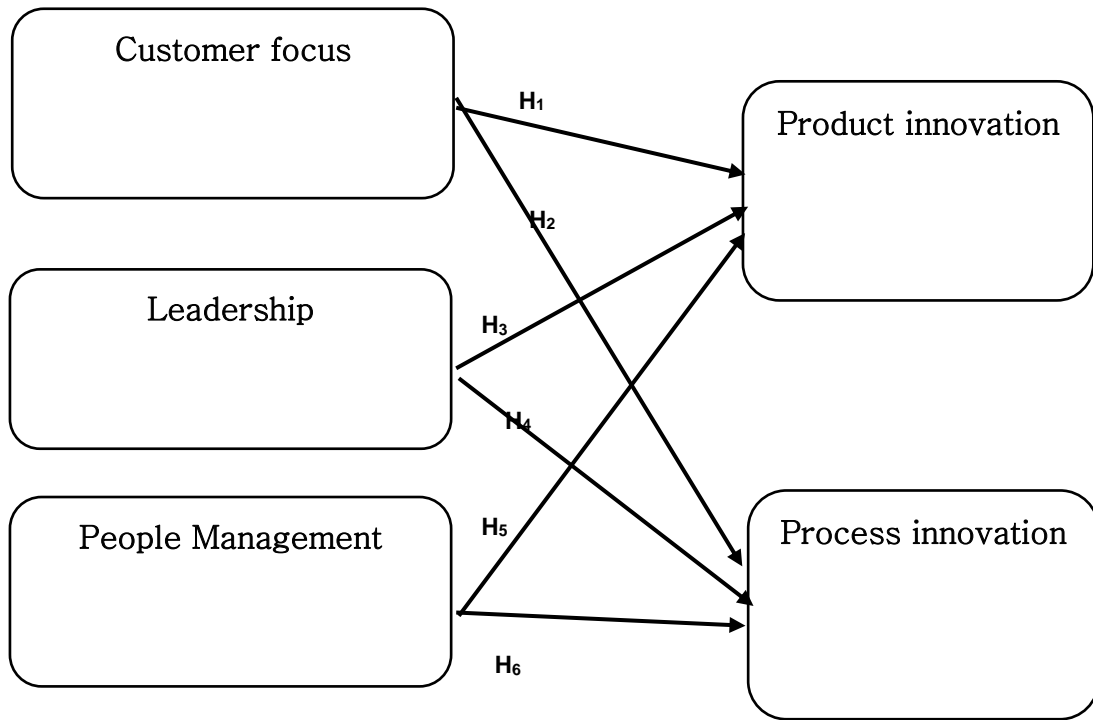 Customer focus
H₁
Product innovation
H₂
Leadership
H₃
H₄
People Management
H₅
Process innovation
H₆